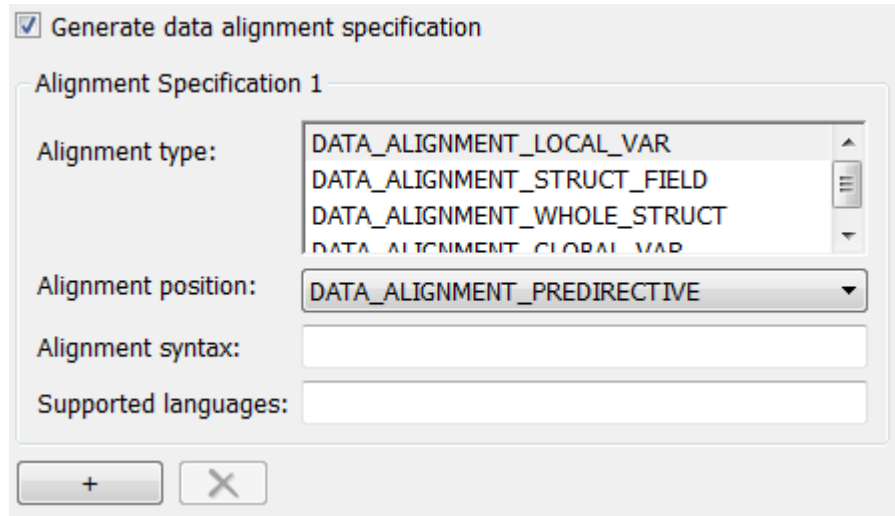 Generate data alignment specification
Alignment Specification 1
Alignment type:
DATA_ALIGNMENT_LOCAL_VAR
DATA_ALIGNMENT_STRUCT_FIELD
DATA_ALIGNMENT_WHOLE_STRUCT
DATA_ALIGNMENT_GLOBAL_VAR
Alignment position:
DATA_ALIGNMENT_PREDIRECTIVE
Alignment syntax:
Supported languages:
+